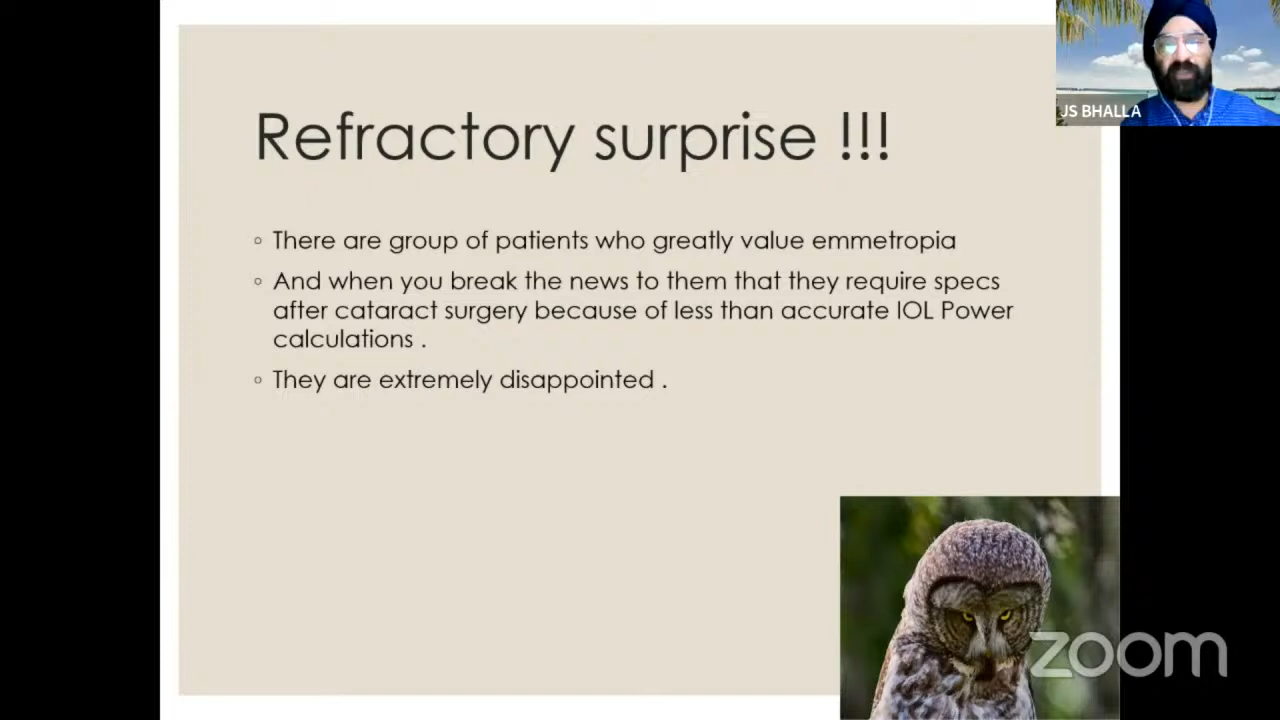 JS BHALLA
Refractory surprise !!!
◦ There are group of patients who greatly value emmetropia
◦ And when you break the news to them that they require specs
after cataract surgery because of less than accurate IOL Power
calculations .
◦ They are extremely disappointed .
zoom